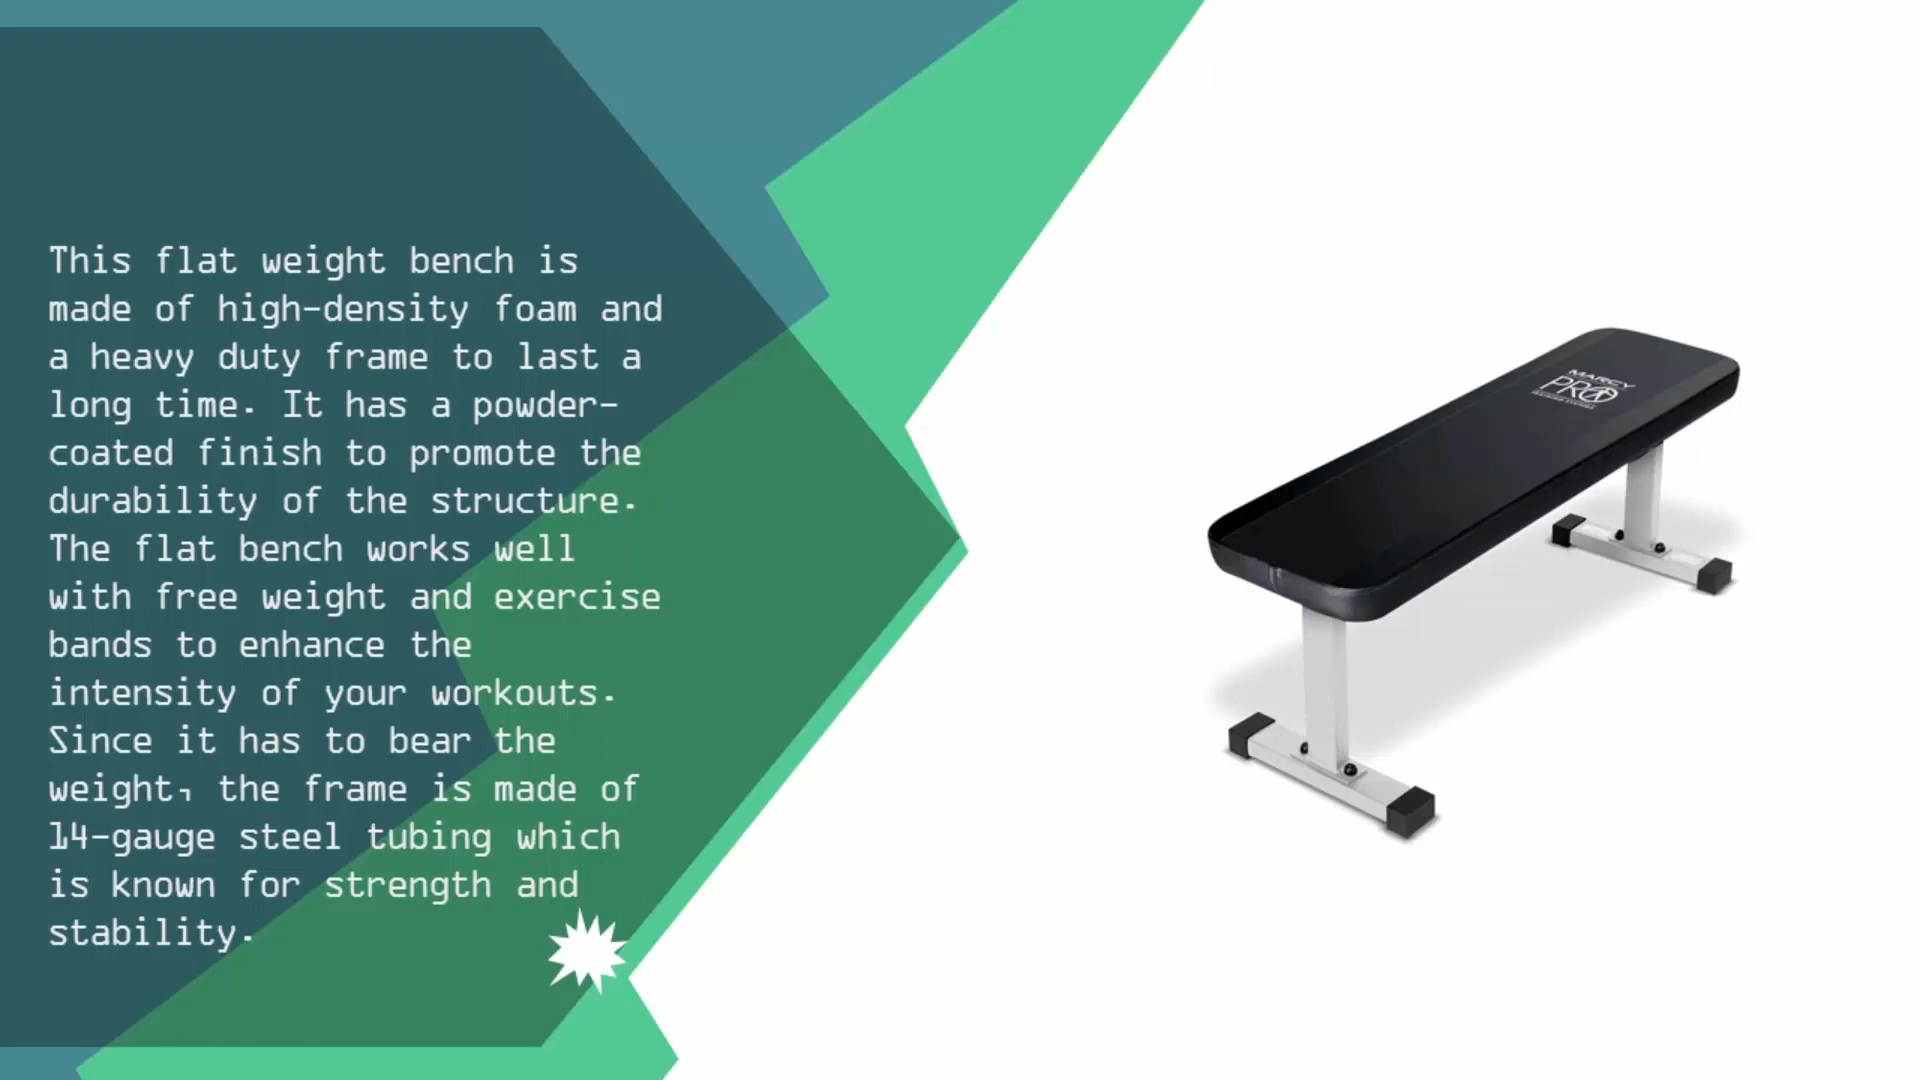 This flat weight bench is
made of high-density foam and
a heavy duty frame to last a
long time. It has a powder-
coated finish to promote the
durability of the structure.
The flat bench works well
with free weight and exercise
bands to enhance the
intensity of your workouts.
Since it has to bear the
weight, the frame is made of
14-gauge steel tubing which
is known for strength and
stability.
MARCY
PRO